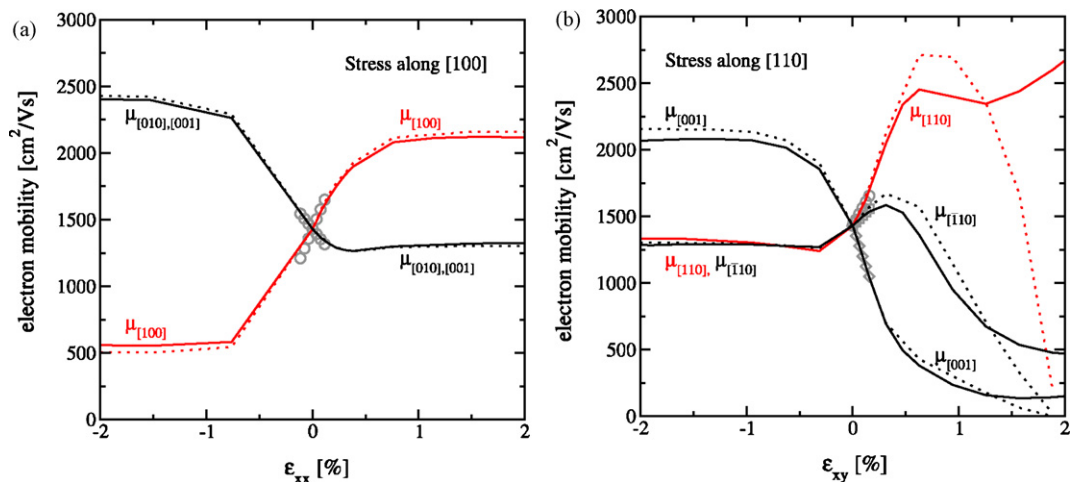 (a)
electron mobility [cm²/Vs]
3000
2500
2000
1500
1000
500
0
Stress along [100]
μ[010],[001]
μ[100]
μ[010],[001]
μ[100]
-2
-1
0
1
2
εxx [%]
(b)
electron mobility [cm²/Vs]
3000
2500
2000
1500
1000
500
0
Stress along [110]
μ[001]
μ[110]
μ[1̅10]
μ[110], μ[1̅10]
μ[001]
-2
-1
0
1
2
εxy [%]